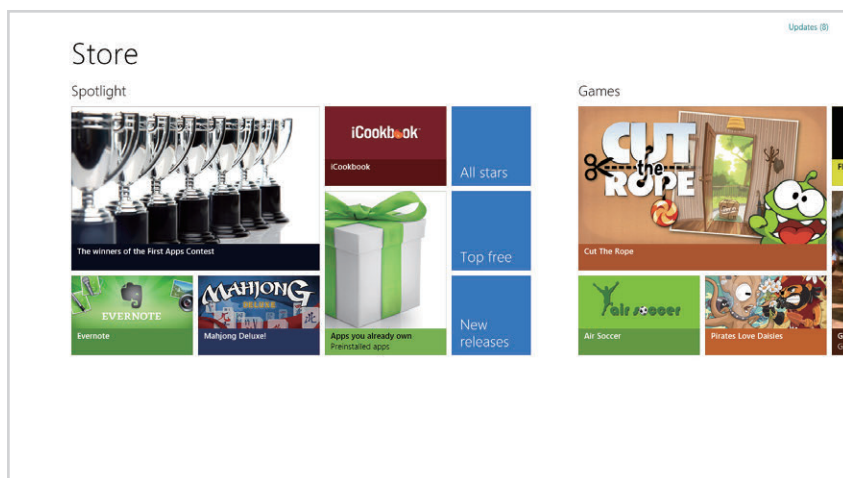 Updates (8)
Store
Spotlight
Games
iCookbook
iCookbook
All stars
CUT
the
ROPE
The winners of the First Apps Contest
Top free
Cut The Rope
EVERNOTE
Evernote
MAHJONG
DELUXE
Mahjong Deluxe!
Apps you already own
Preinstalled apps
New
releases
air soccer
Air Soccer
Pirates Love Daisies